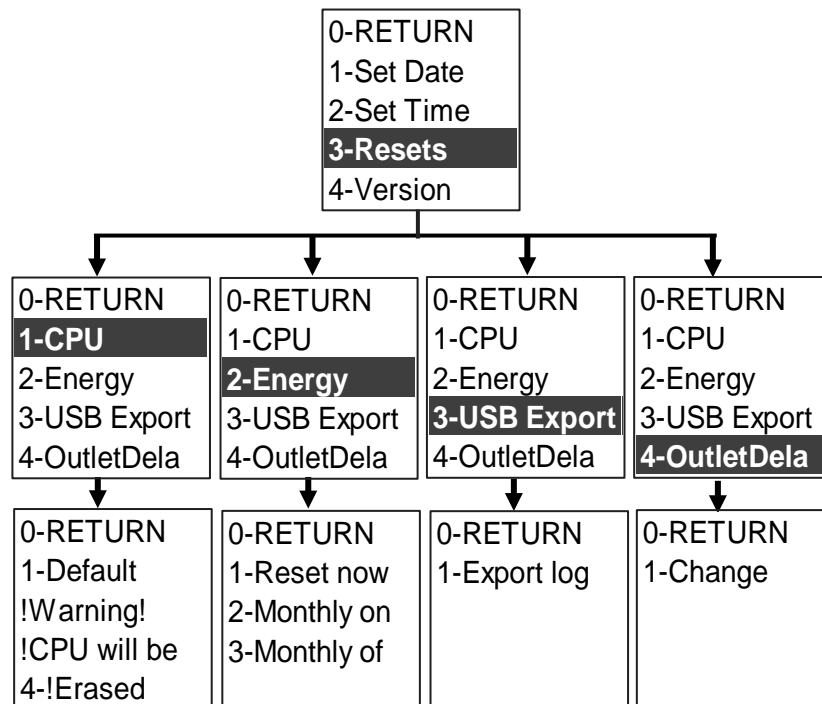 0-RETURN
1-Set Date
2-Set Time
3-Resets
4-Version
0-RETURN
1-CPU
2-Energy
3-USB Export
4-OutletDela
0-RETURN
1-CPU
2-Energy
3-USB Export
4-OutletDela
0-RETURN
1-CPU
2-Energy
3-USB Export
4-OutletDela
0-RETURN
1-CPU
2-Energy
3-USB Export
4-OutletDela
0-RETURN
1-Default
!Warning!
!CPU will be
4-!Erased
0-RETURN
1-Reset now
2-Monthly on
3-Monthly of
0-RETURN
1-Export log
0-RETURN
1-Change